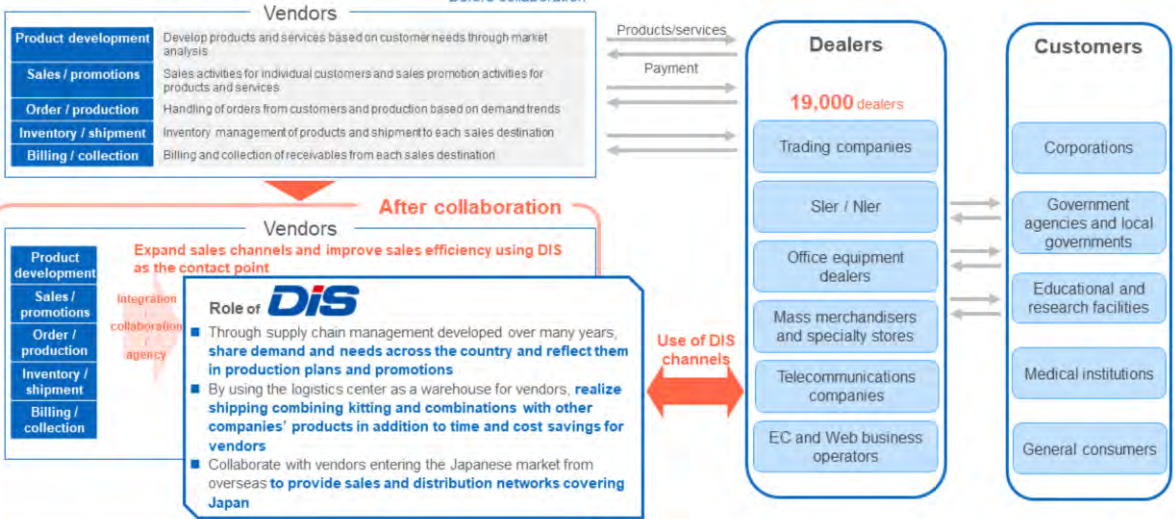 Before collaboration
Vendors
Product development
Develop products and services based on customer needs through market
analysis
Sales / promotions
Sales activities for individual customers and sales promotion activities for
products and services
Order / production
Handling of orders from customers and production based on demand trends
Inventory / shipment
Inventory management of products and shipment to each sales destination
Billing / collection
Billing and collection of receivables from each sales destination
Products/services
Payment
After collaboration
Vendors
Expand sales channels and improve sales efficiency using DIS
as the contact point
Product
development
Sales /
promotions
Order /
production
Inventory /
shipment
Billing /
collection
Integration
/
collaboration
/
agency
Role of DiS
■ Through supply chain management developed over many years,
share demand and needs across the country and reflect them
in production plans and promotions
■ By using the logistics center as a warehouse for vendors, realize
shipping combining kitting and combinations with other
companies' products in addition to time and cost savings for
vendors
■ Collaborate with vendors entering the Japanese market from
overseas to provide sales and distribution networks covering
Japan
Use of DIS
channels
Dealers
19,000 dealers
Trading companies
SIer / NIer
Office equipment
dealers
Mass merchandisers
and specialty stores
Telecommunications
companies
EC and Web business
operators
Customers
Corporations
Government
agencies and local
governments
Educational and
research facilities
Medical institutions
General consumers